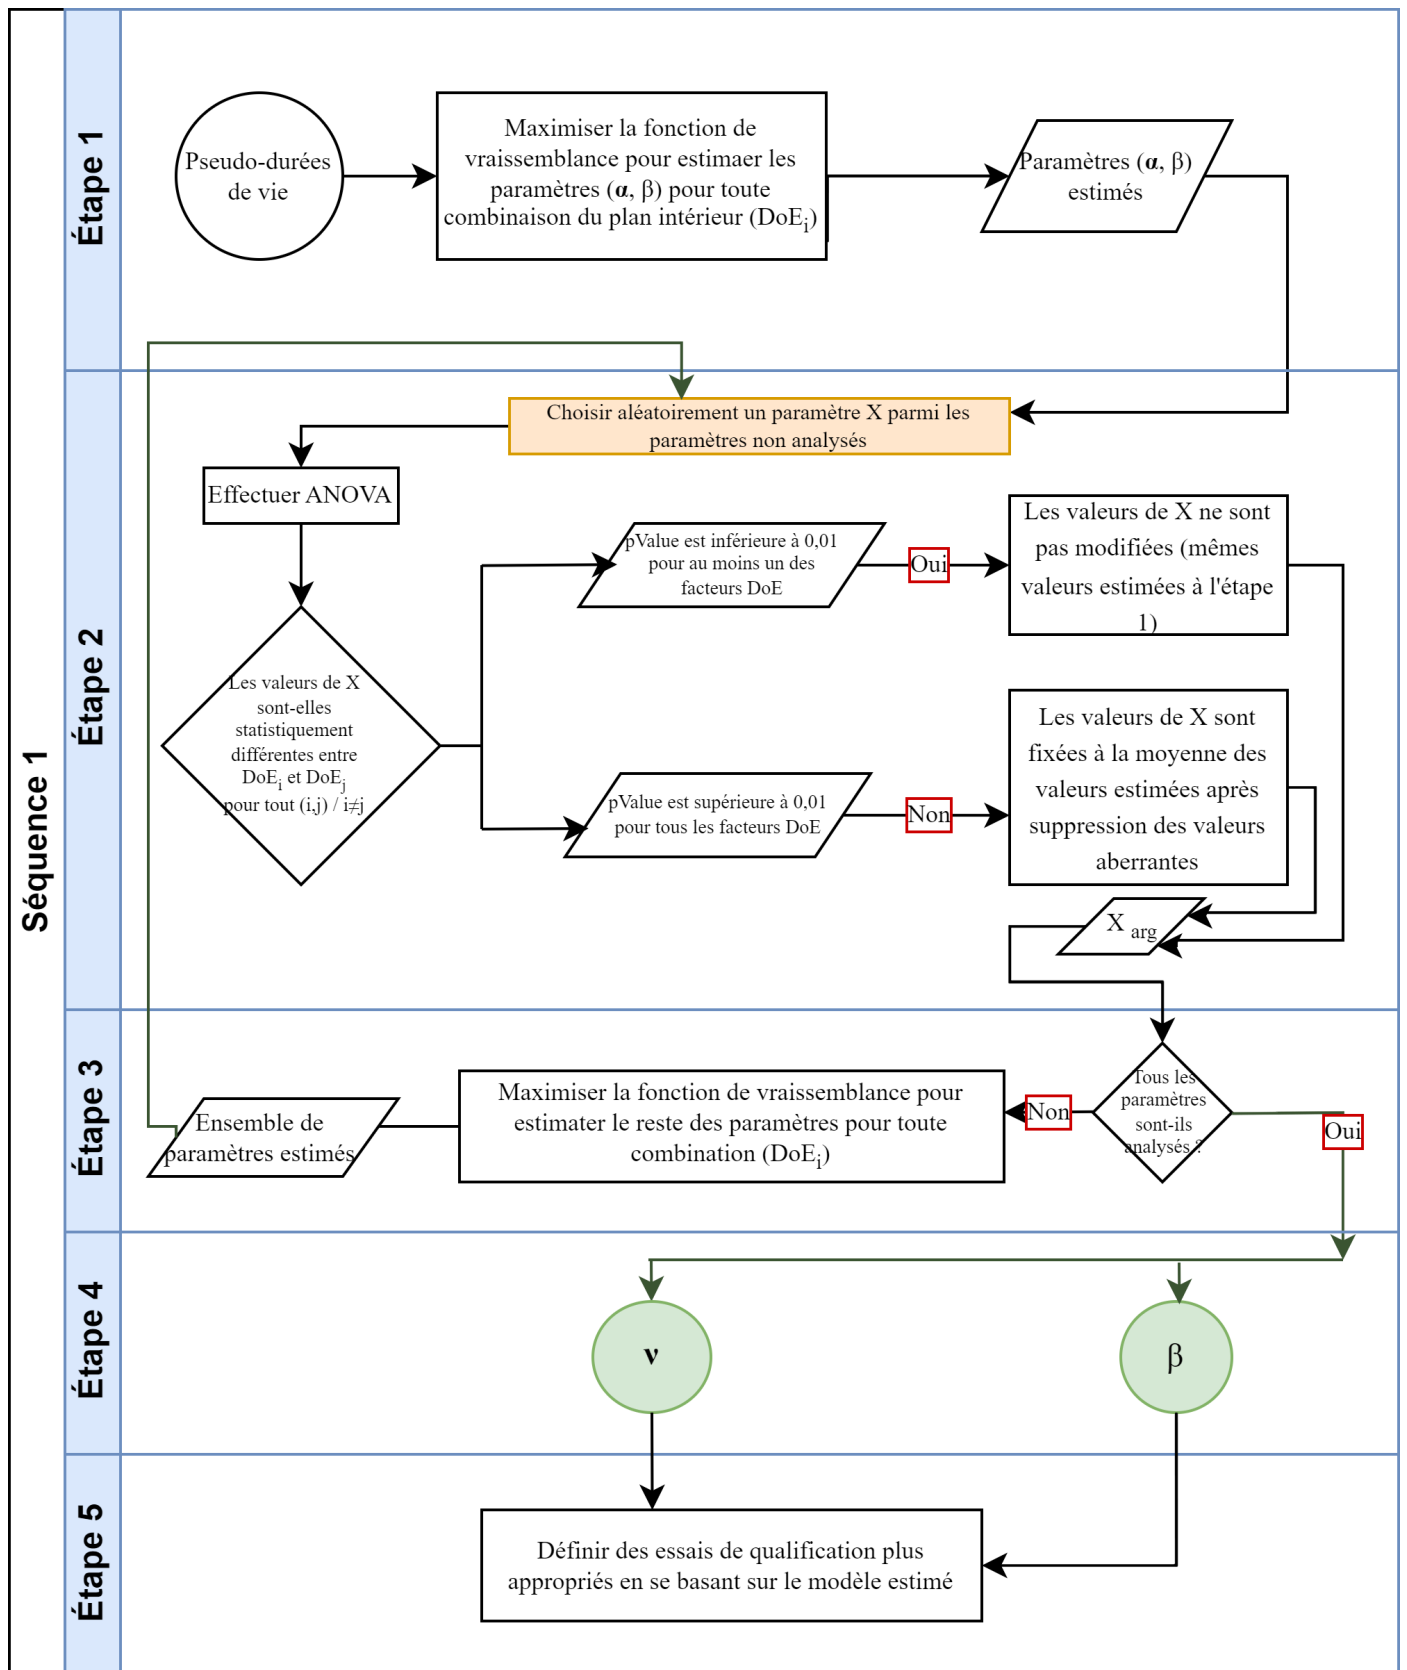 Séquence 1
Étape 1
Pseudo-durées
de vie
Maximiser la fonction de
vraissemblance pour estimaer les
paramètres (α, β) pour toute
combinaison du plan intérieur (DoEi)
Paramètres (α, β)
estimés
Étape 2
Choisir aléatoirement un paramètre X parmi les
paramètres non analysés
Effectuer ANOVA
Les valeurs de X
sont-elles
statistiquement
différentes entre
DoEi et DoEj
pour tout (i,j) / i≠j
pValue est inférieure à 0,01
pour au moins un des
facteurs DoE
Oui
Les valeurs de X ne sont
pas modifiées (mêmes
valeurs estimées à l'étape
1)
pValue est supérieure à 0,01
pour tous les facteurs DoE
Non
Les valeurs de X sont
fixées à la moyenne des
valeurs estimées après
suppression des valeurs
aberrantes
X arg
Étape 3
Tous les
paramètres
sont-ils
analysés ?
Non
Oui
Maximiser la fonction de vraissemblance pour
estimater le reste des paramètres pour toute
combination (DoEi)
Ensemble de
paramètres estimés
Étape 4
ν
β
Étape 5
Définir des essais de qualification plus
appropriés en se basant sur le modèle estimé